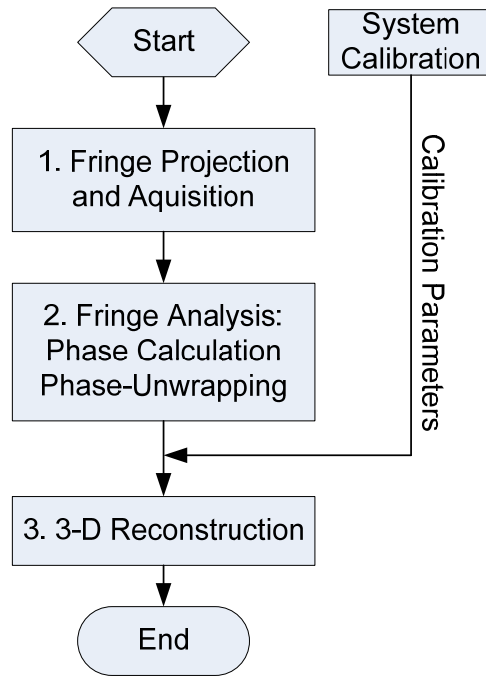 Start
System
Calibration
1. Fringe Projection
and Aquisition
Calibration Parameters
2. Fringe Analysis:
Phase Calculation
Phase-Unwrapping
3. 3-D Reconstruction
End